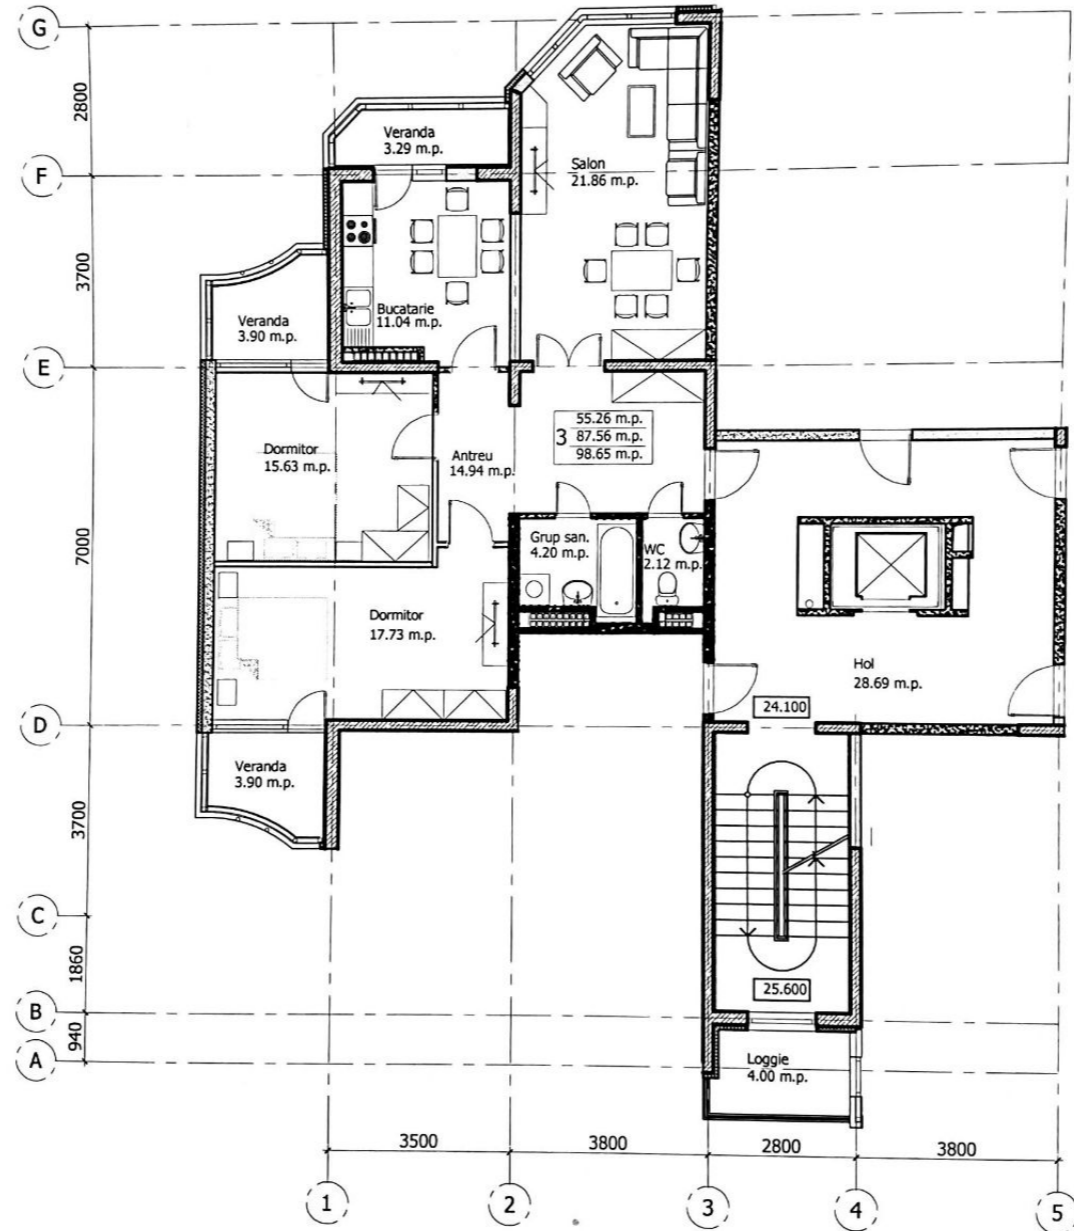 G
2800
Veranda
3.29 m.p.
Salon
21.86 m.p.
F
3700
Veranda
3.90 m.p.
Bucatarie
11.04 m.p.
E
Dormitor
15.63 m.p.
Antreu
14.94 m.p.
3
55.26 m.p.
87.56 m.p.
98.65 m.p.
7000
Grup san.
4.20 m.p.
WC
2.12 m.p.
Dormitor
17.73 m.p.
Hol
28.69 m.p.
24.100
D
Veranda
3.90 m.p.
3700
C
1860
25.600
B
940
A
Loggie
4.00 m.p.
3500
3800
2800
3800
1
2
3
4
5